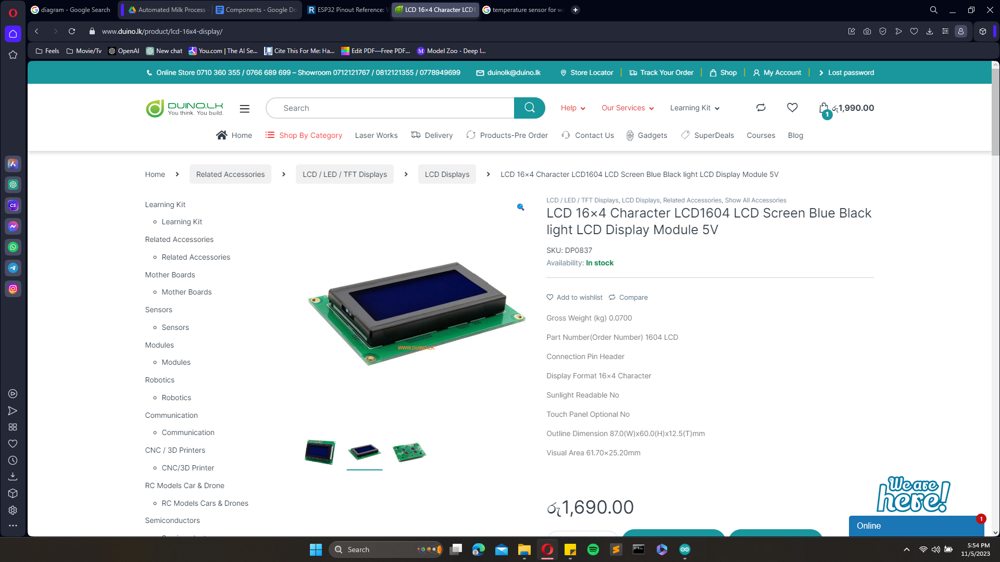 diagram - Google Search
Automated Milk Process -
Components - Google Do
ESP32 Pinout Reference:
LCD 16×4 Character LCD1
temperature sensor for wa
www.duino.lk/product/lcd-16x4-display/
Feels
Movie/Tv
OpenAI
New chat
You.com | The AI Se...
Cite This For Me: Ha...
Edit PDF—Free PDF...
Model Zoo - Deep l...
Online Store 0710 360 355 / 0766 689 699 – Showroom 0712121767 / 0812121355 / 0778949699
duinolk@duino.lk
Store Locator
Track Your Order
Shop
My Account
Lost password
DUINO.LK
You think. You build.
Search
Help
Our Services
Learning Kit
1
රු1,990.00
Home
Shop By Category
Laser Works
Delivery
Products-Pre Order
Contact Us
Gadgets
SuperDeals
Courses
Blog
Home
Related Accessories
LCD / LED / TFT Displays
LCD Displays
LCD 16×4 Character LCD1604 LCD Screen Blue Black light LCD Display Module 5V
Learning Kit
Learning Kit
Related Accessories
Related Accessories
Mother Boards
Mother Boards
Sensors
Sensors
Modules
Modules
Robotics
Robotics
Communication
Communication
CNC / 3D Printers
CNC/3D Printer
RC Models Car & Drone
RC Models Cars & Drones
Semiconductors
WWW.DUINO.LK
LCD / LED / TFT Displays, LCD Displays, Related Accessories, Show All Accessories
LCD 16×4 Character LCD1604 LCD Screen Blue Black
light LCD Display Module 5V
SKU: DP0837
Availability: In stock
Add to wishlist
Compare
Gross Weight (kg) 0.0700
Part Number(Order Number) 1604 LCD
Connection Pin Header
Display Format 16×4 Character
Sunlight Readable No
Touch Panel Optional No
Outline Dimension 87.0(W)x60.0(H)x12.5(T)mm
Visual Area 61.70×25.20mm
රු1,690.00
We are
here!
Online
1
Search
5:54 PM
11/5/2023